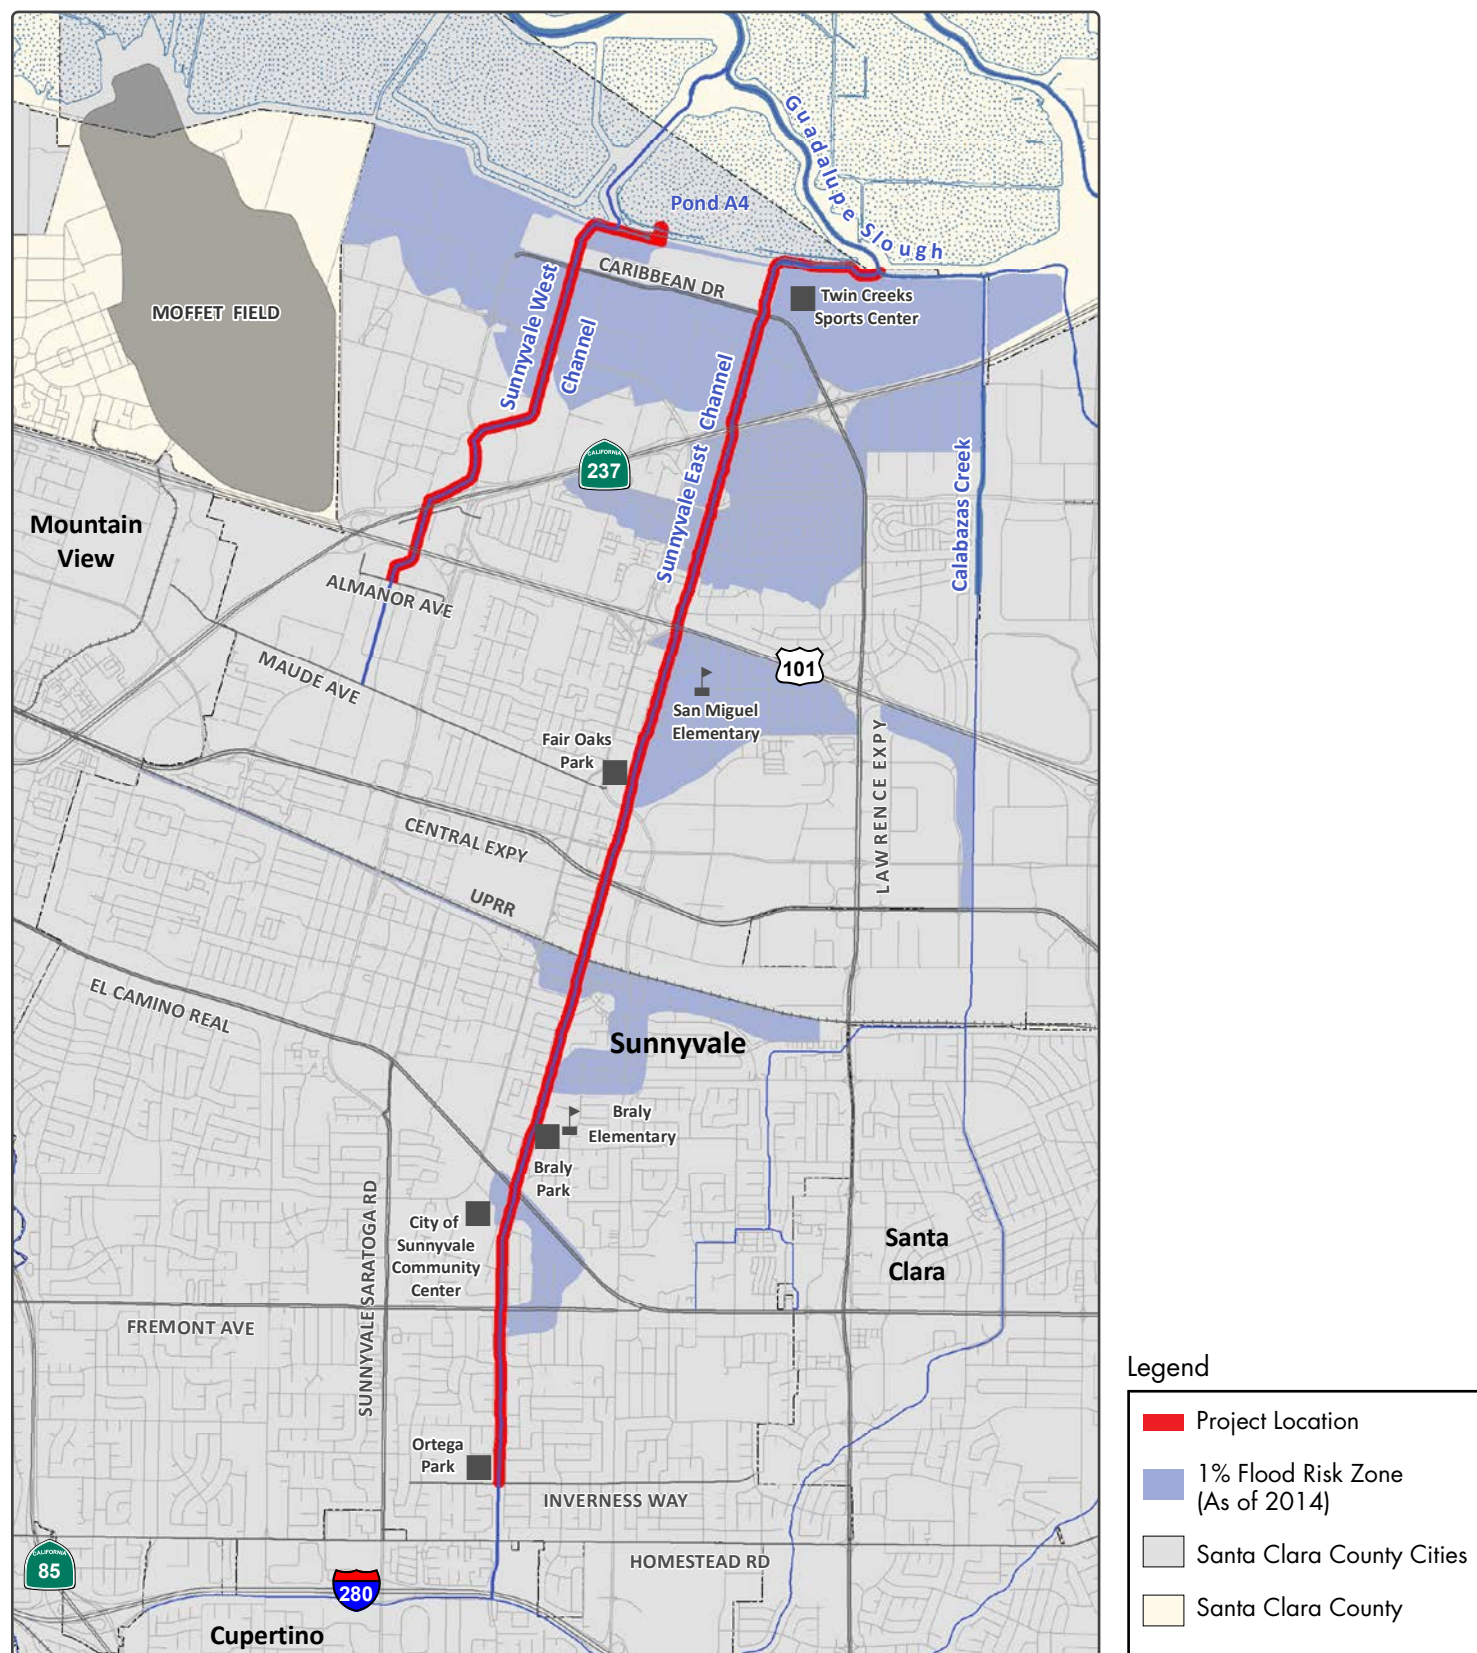 Guadalupe Slough
Pond A4
CARIBBEAN DR
Twin Creeks
Sports Center
MOFFET FIELD
Sunnyvale West
Channel
Sunnyvale East Channel
Calabazas Creek
CALIFORNIA
237
Mountain
View
ALMANOR AVE
MAUDE AVE
101
San Miguel
Elementary
Fair Oaks
Park
LAWRENCE EXPY
CENTRAL EXPY
UPRR
EL CAMINO REAL
Sunnyvale
Braly
Elementary
Braly
Park
City of
Sunnyvale
Community
Center
SUNNYVALE SARATOGA RD
Santa
Clara
FREMONT AVE
Ortega
Park
INVERNESS WAY
HOMESTEAD RD
CALIFORNIA
85
280
Cupertino
Legend
Project Location
1% Flood Risk Zone
(As of 2014)
Santa Clara County Cities
Santa Clara County